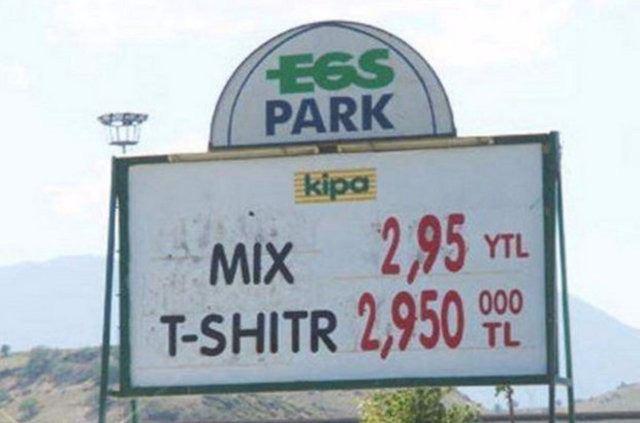 EGS
PARK
kipa
MIX 2,95 YTL
T-SHITR 2,950 000 TL